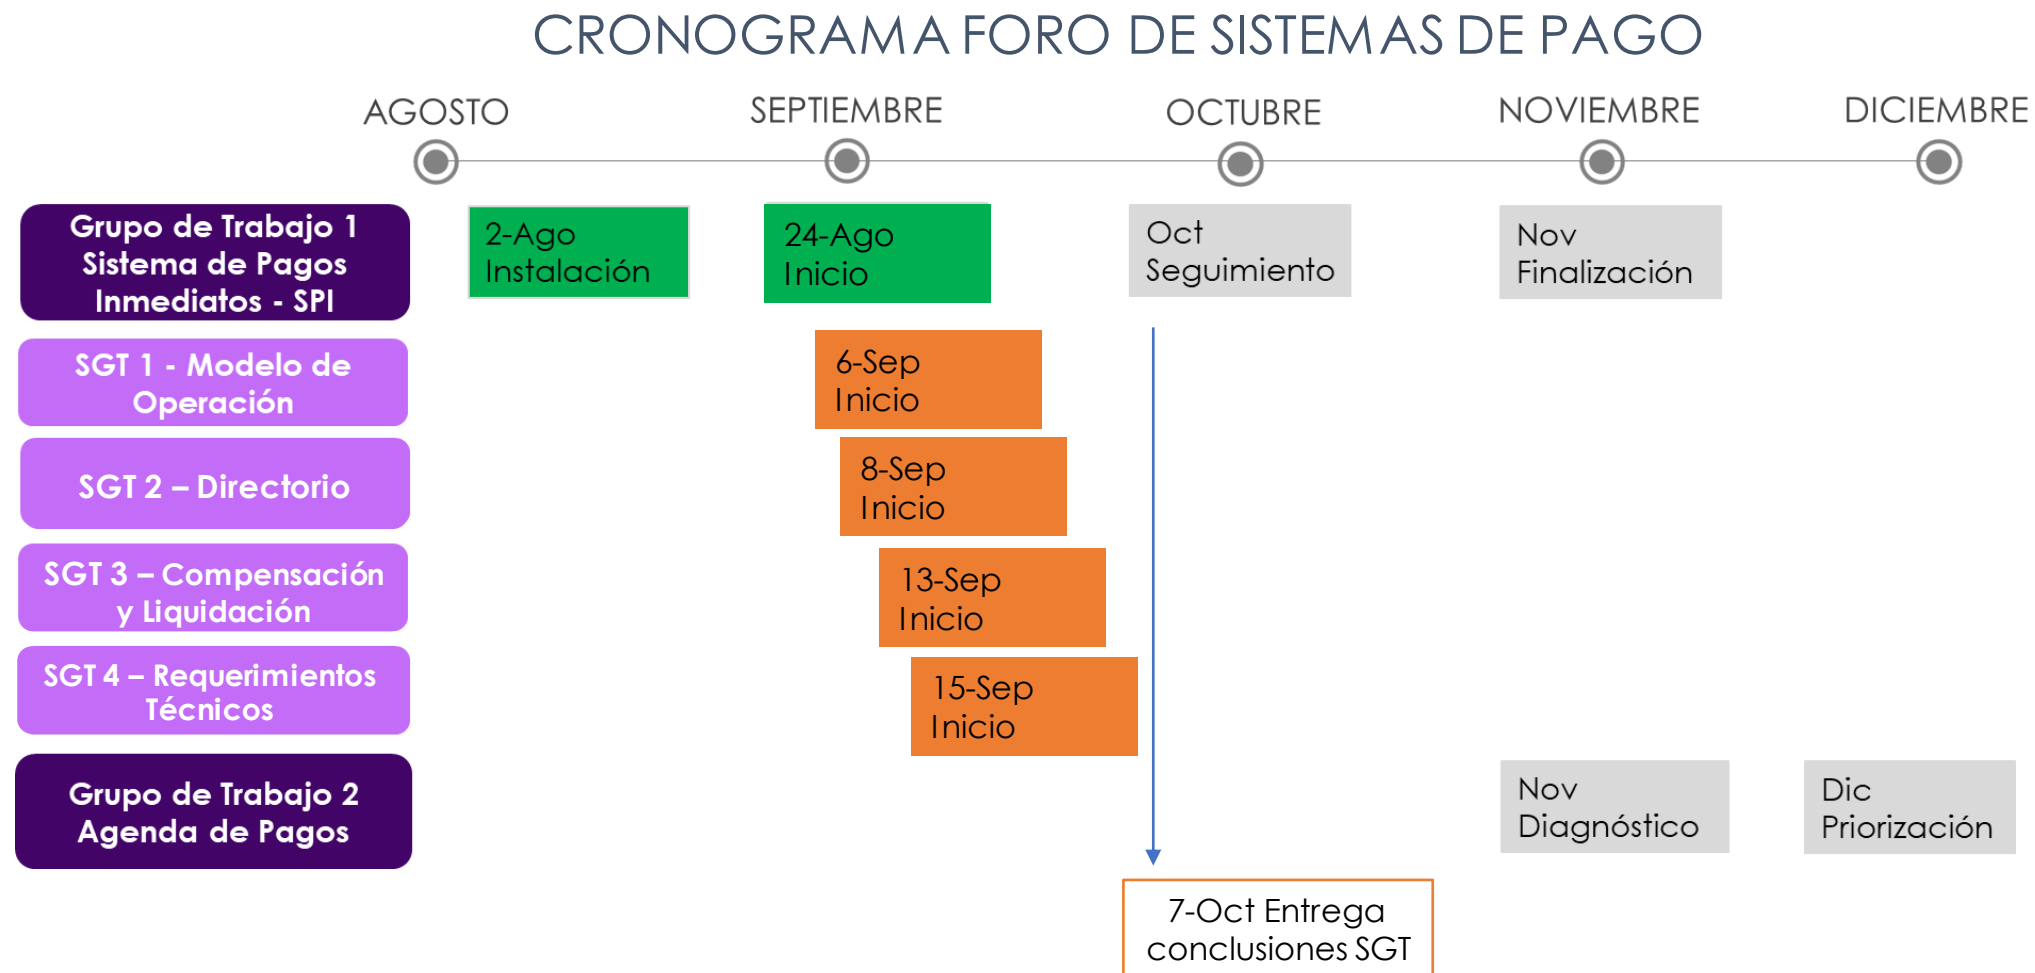 CRONOGRAMA FORO DE SISTEMAS DE PAGO
AGOSTO
SEPTIEMBRE
OCTUBRE
NOVIEMBRE
DICIEMBRE
Grupo de Trabajo 1
Sistema de Pagos
Inmediatos - SPI
2-Ago
Instalación
24-Ago
Inicio
Oct
Seguimiento
Nov
Finalización
SGT 1 - Modelo de
Operación
6-Sep
Inicio
SGT 2 – Directorio
8-Sep
Inicio
SGT 3 – Compensación
y Liquidación
13-Sep
Inicio
SGT 4 – Requerimientos
Técnicos
15-Sep
Inicio
Grupo de Trabajo 2
Agenda de Pagos
Nov
Diagnóstico
Dic
Priorización
7-Oct Entrega
conclusiones SGT